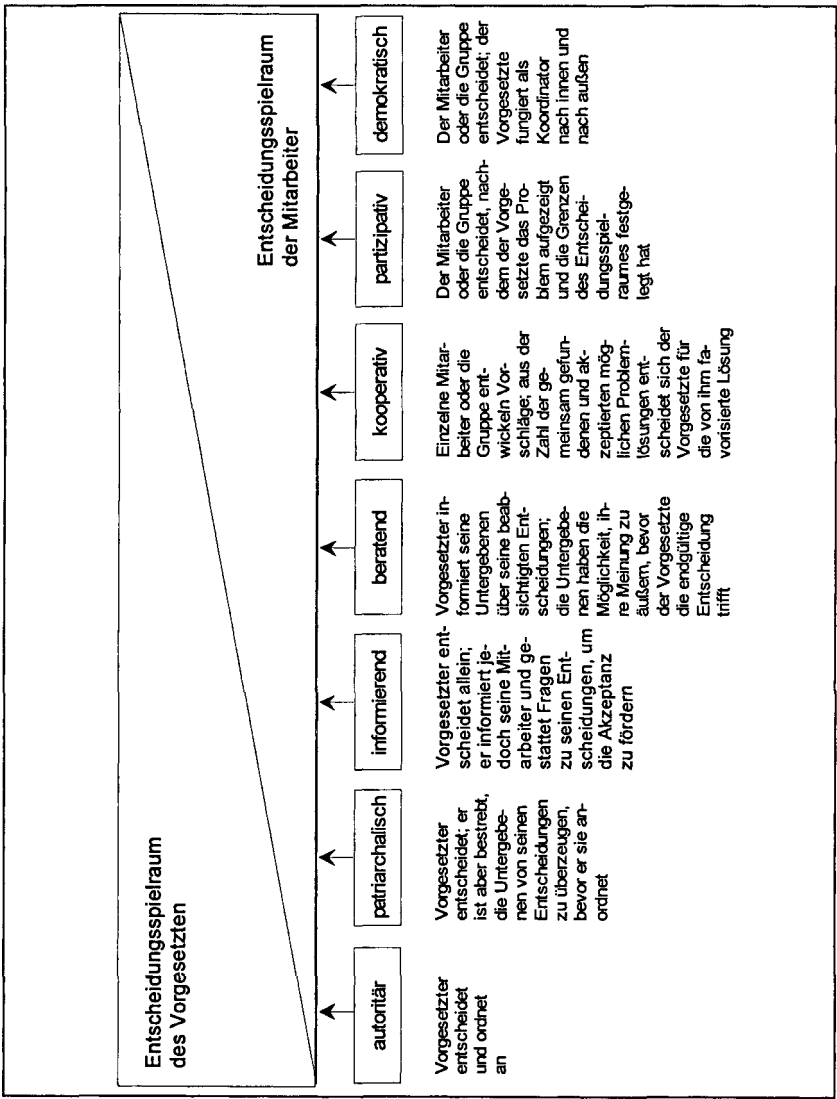 Entscheidungsspielraum
des Vorgesetzten
Entscheidungsspielraum
der Mitarbeiter
autoritär
Vorgesetzter
entscheidet
und ordnet
an
patriarchalisch
Vorgesetzter
entscheidet; er
ist aber bestrebt,
die Untergebe-
nen von seinen
Entscheidungen
zu überzeugen,
bevor er sie an-
ordnet
informierend
Vorgesetzter ent-
scheidet allein;
er informiert je-
doch seine Mit-
arbeiter und ge-
stattet Fragen
zu seinen Ent-
scheidungen, um
die Akzeptanz
zu fördern
beratend
Vorgesetzter in-
formiert seine
Untergebenen
über seine beab-
sichtigten Ent-
scheidungen;
die Untergebe-
nen haben die
Möglichkeit, ih-
re Meinung zu
äußern, bevor
der Vorgesetzte
die endgültige
Entscheidung
trifft
kooperativ
Einzelne Mitar-
beiter oder die
Gruppe ent-
wickeln Vor-
schläge; aus der
Zahl der ge-
meinsam gefun-
denen und ak-
zeptierten mög-
lichen Problem-
lösungen ent-
scheidet sich der
Vorgesetzte für
die von ihm fa-
vorisierte Lösung
partizipativ
Der Mitarbeiter
oder die Gruppe
entscheidet, nach-
dem der Vorge-
setzte das Pro-
blem aufgezeigt
und die Grenzen
des Entschei-
dungsspiel-
raumes festge-
legt hat
demokratisch
Der Mitarbeiter
oder die Gruppe
entscheidet; der
Vorgesetzte
fungiert als
Koordinator
nach innen und
nach außen